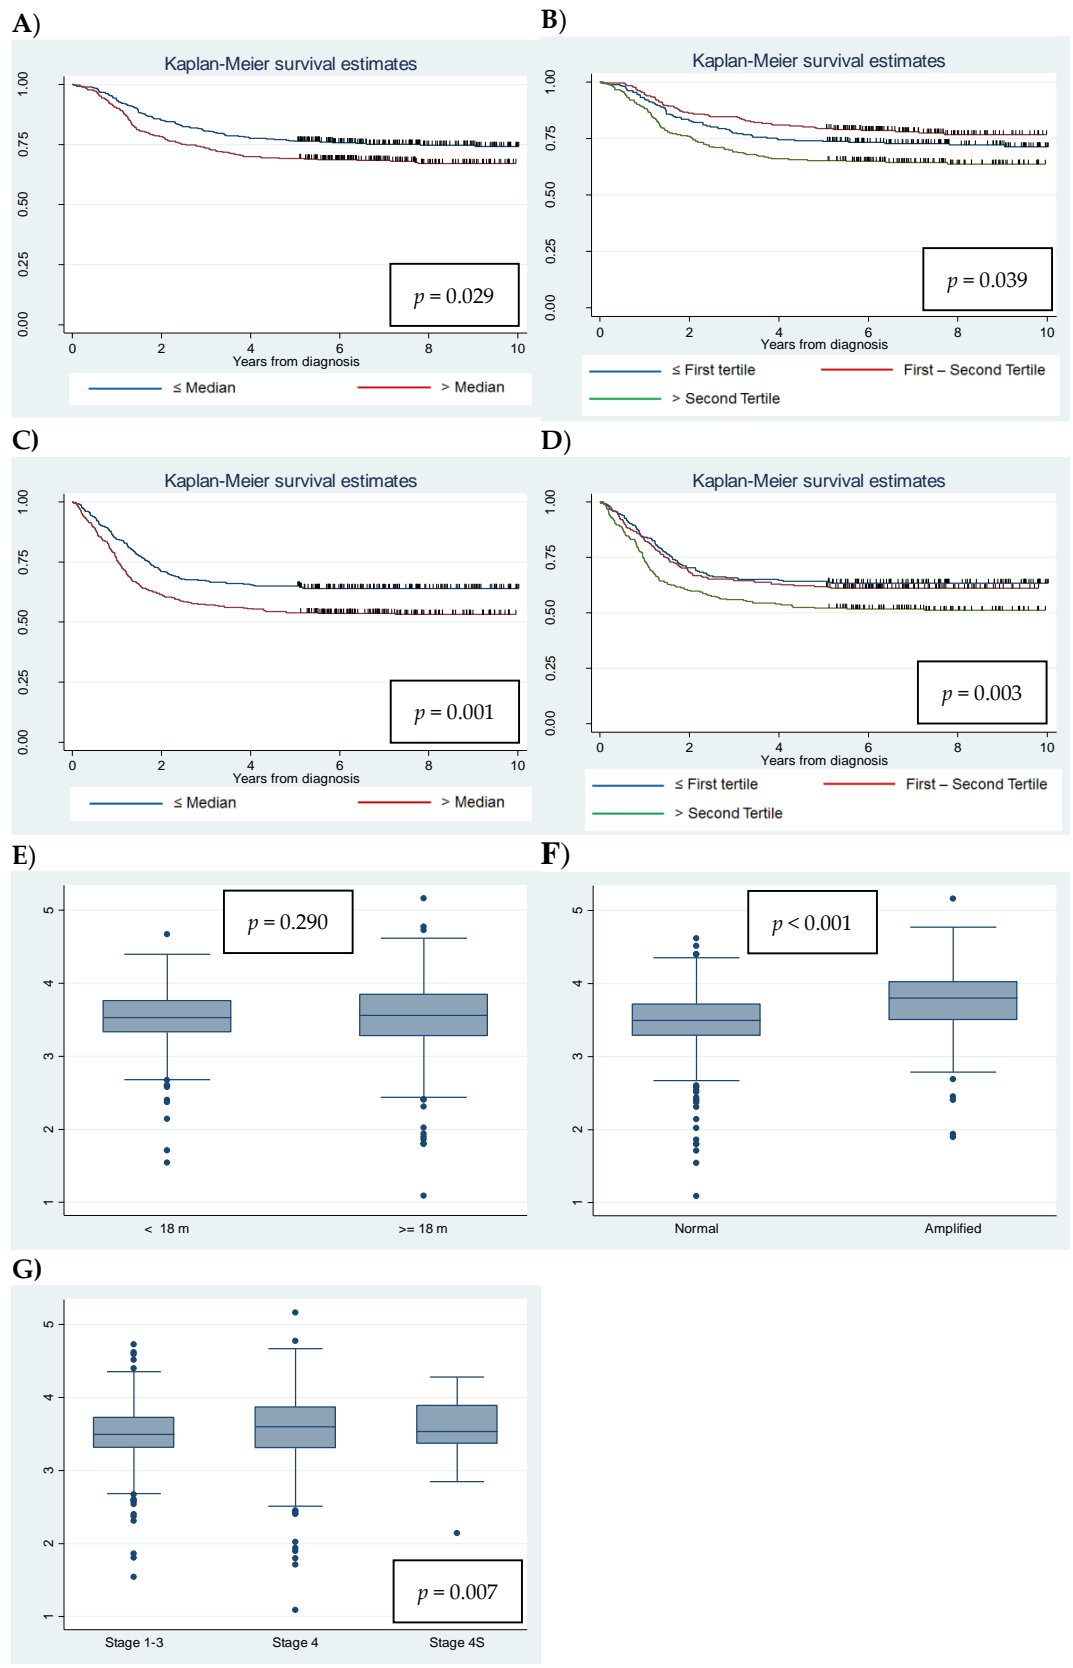 A)
Kaplan-Meier survival estimates
1.00
0.75
0.50
0.25
0.00
p = 0.029
0 2 4 6 8 10
Years from diagnosis
≤ Median > Median
B)
Kaplan-Meier survival estimates
1.00
0.75
0.50
0.25
0.00
p = 0.039
0 2 4 6 8 10
Years from diagnosis
≤ First tertile First – Second Tertile
> Second Tertile
C)
Kaplan-Meier survival estimates
1.00
0.75
0.50
0.25
0.00
p = 0.001
0 2 4 6 8 10
Years from diagnosis
≤ Median > Median
D)
Kaplan-Meier survival estimates
1.00
0.75
0.50
0.25
0.00
p = 0.003
0 2 4 6 8 10
Years from diagnosis
≤ First tertile First – Second Tertile
> Second Tertile
E)
5
4
3
2
1
p = 0.290
< 18 m >= 18 m
F)
5
4
3
2
1
p < 0.001
Normal Amplified
G)
5
4
3
2
1
p = 0.007
Stage 1-3 Stage 4 Stage 4S